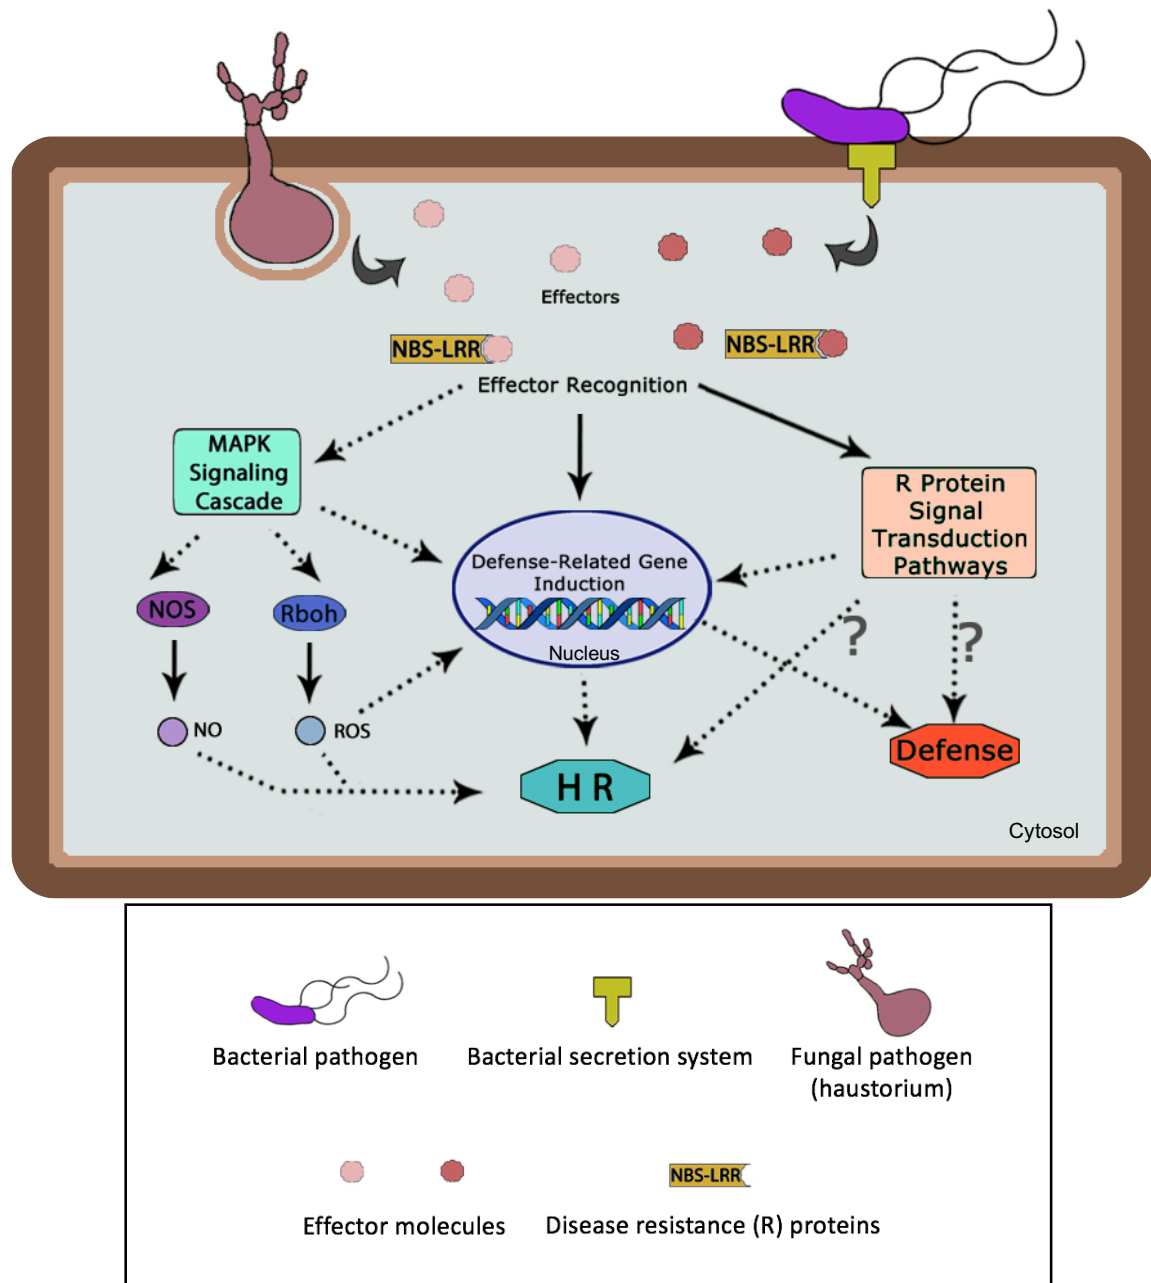 Effectors
NBS-LRR
NBS-LRR
Effector Recognition
MAPK
Signaling
Cascade
R Protein
Signal
Transduction
Pathways
Defense-Related Gene
Induction
Nucleus
NOS
Rboh
?
?
NO
ROS
HR
Defense
Cytosol
Bacterial pathogen
Bacterial secretion system
Fungal pathogen
(haustorium)
NBS-LRR
Effector molecules
Disease resistance (R) proteins